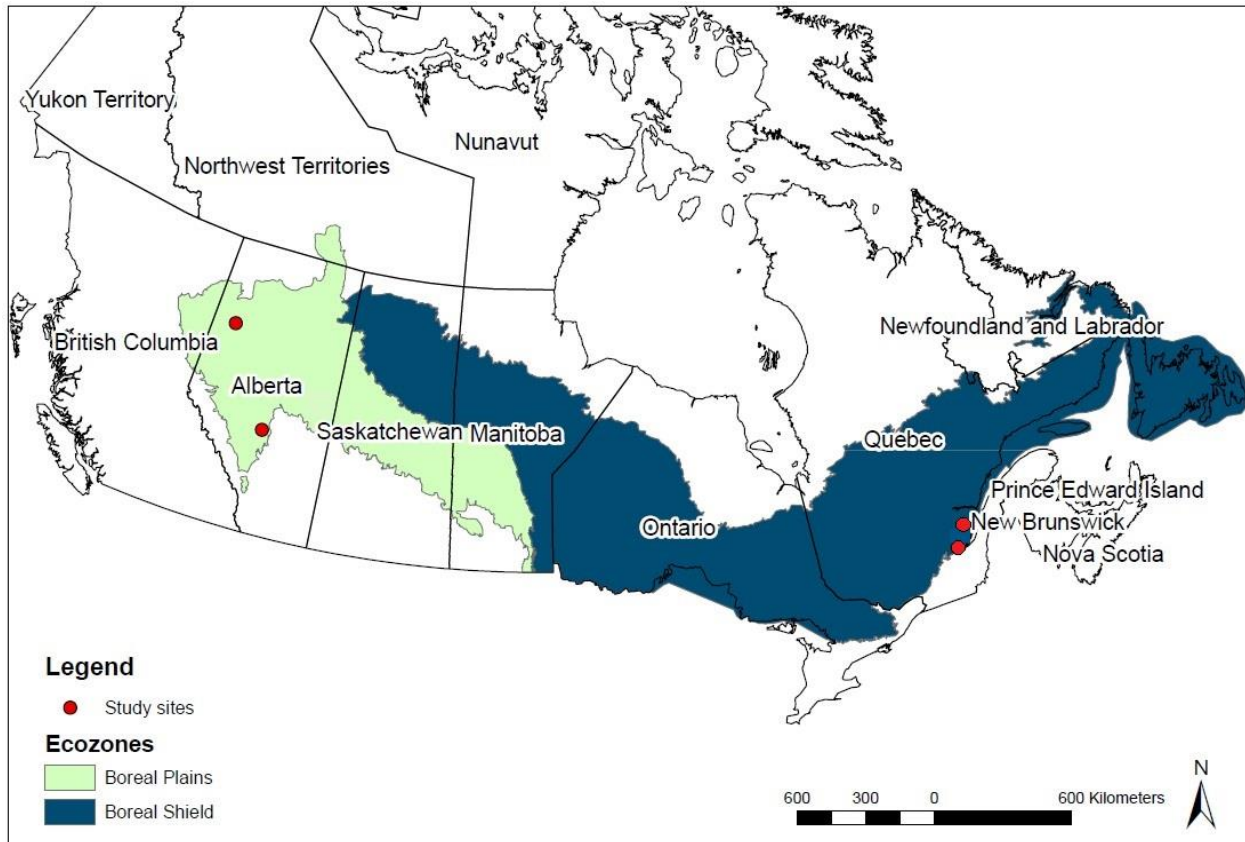 Yukon Territory
Northwest Territories
Nunavut
British Columbia
Alberta
Saskatchewan
Manitoba
Ontario
Quebec
Newfoundland and Labrador
Prince Edward Island
New Brunswick
Nova Scotia
Legend
Study sites
Ecozones
Boreal Plains
Boreal Shield
600 300 0 600 Kilometers
N